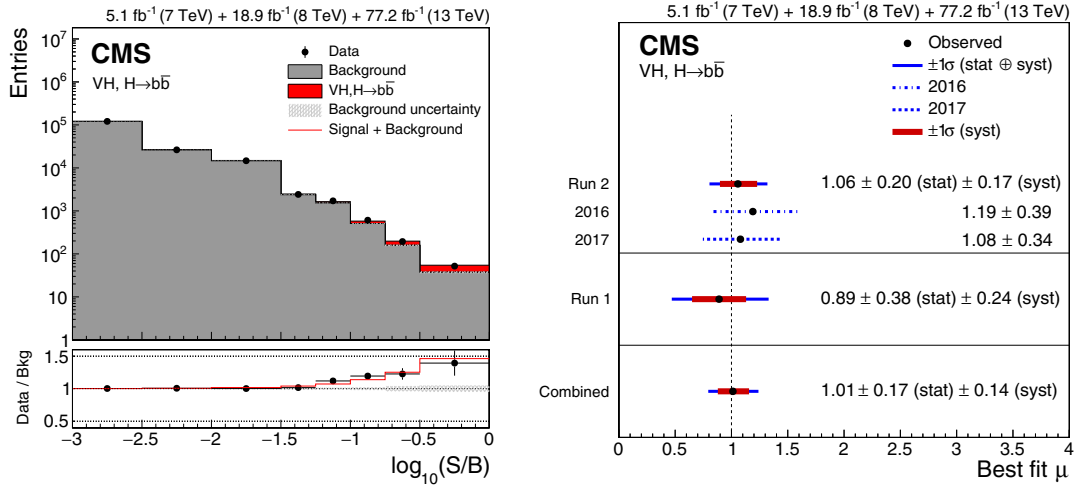 5.1 fb⁻¹ (7 TeV) + 18.9 fb⁻¹ (8 TeV) + 77.2 fb⁻¹ (13 TeV)
Entries
10⁷
10⁶
10⁵
10⁴
10³
10²
10
1
CMS
VH, H→bb̅
Data
Background
VH,H→bb̅
Background uncertainty
Signal + Background
Data / Bkg
1.5
1
0.5
−3 −2.5 −2 −1.5 −1 −0.5 0
log₁₀(S/B)
5.1 fb⁻¹ (7 TeV) + 18.9 fb⁻¹ (8 TeV) + 77.2 fb⁻¹ (13 TeV)
CMS
VH, H→bb̅
Observed
±1σ (stat ⊕ syst)
2016
2017
±1σ (syst)
Run 2 1.06 ± 0.20 (stat) ± 0.17 (syst)
2016 1.19 ± 0.39
2017 1.08 ± 0.34
Run 1 0.89 ± 0.38 (stat) ± 0.24 (syst)
Combined 1.01 ± 0.17 (stat) ± 0.14 (syst)
0 0.5 1 1.5 2 2.5 3 3.5 4
Best fit μ